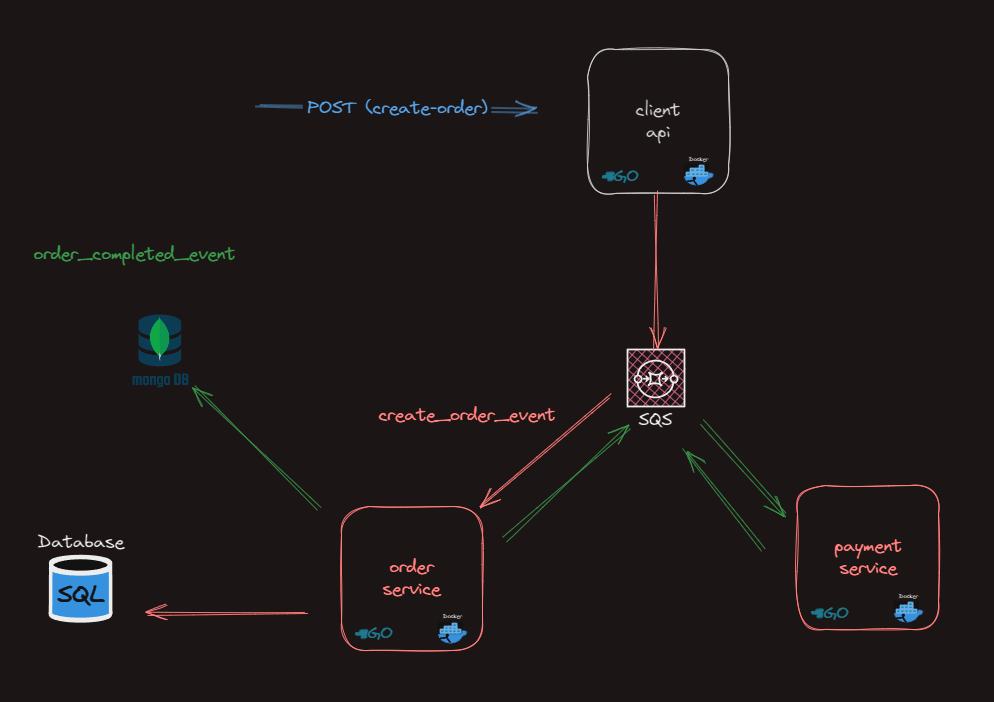 POST (create-order)
client
api
GO
Docker
order_completed_event
mongo DB
create_order_event
SQS
Database
SQL
order
service
GO
Docker
payment
service
GO
Docker